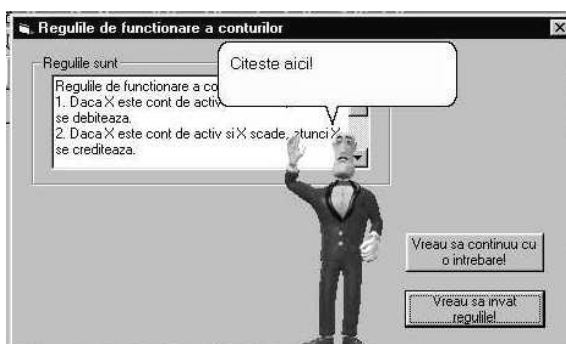 Regulile de functionare a conturilor
Regulile sunt
Citeste aici!
Regulile de functionare a co
1. Daca X este cont de activ
se debiteaza.
2. Daca X este cont de activ si X scade, atunci X
se crediteaza.
Vreau sa continuu cu
o intrebare!
Vreau sa invat
regulile!